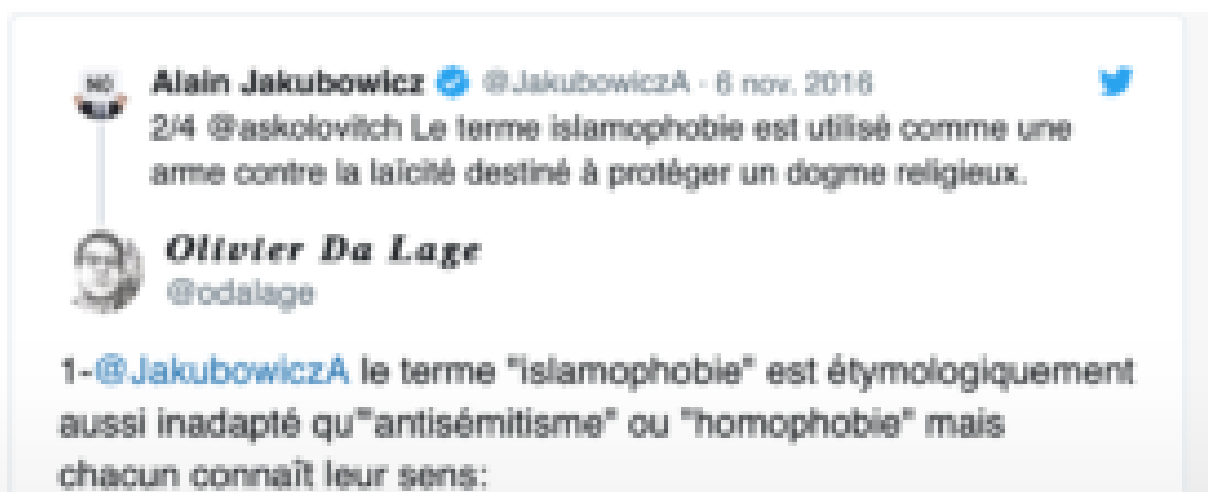 NO
Alain Jakubowicz @JakubowiczA · 6 nov. 2016
2/4 @askolovitch Le terme islamophobie est utilisé comme une
arme contre la laïcité destiné à protéger un dogme religieux.
Olivier Da Lage
@odalage
1-@JakubowiczA le terme "islamophobie" est étymologiquement
aussi inadapté qu'"antisémitisme" ou "homophobie" mais
chacun connaît leur sens: